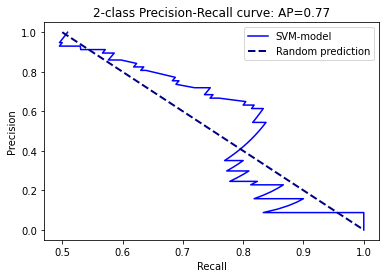 2-class Precision-Recall curve: AP=0.77
SVM-model
Random prediction
Precision
1.0
0.8
0.6
0.4
0.2
0.0
0.5
0.6
0.7
0.8
0.9
1.0
Recall